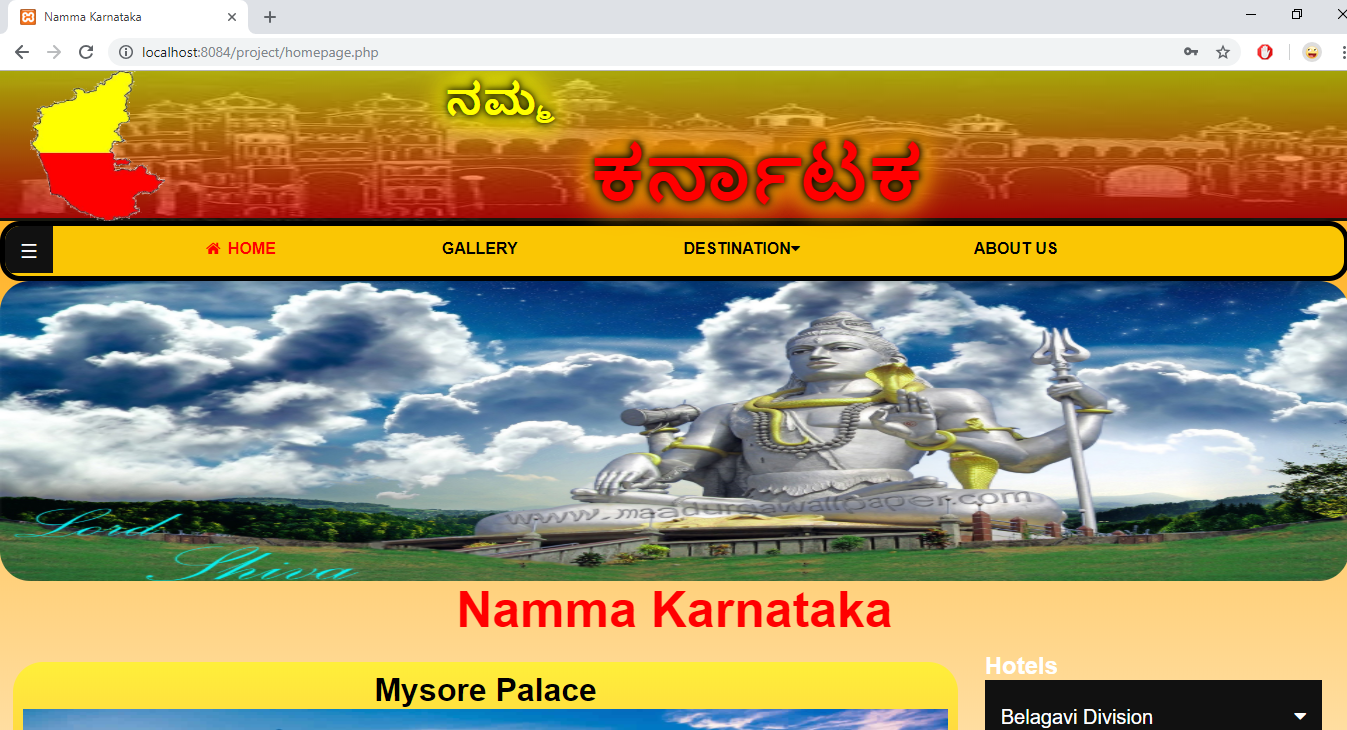 Namma Karnataka
localhost:8084/project/homepage.php
ನಮ್ಮ
ಕರ್ನಾಟಕ
☰ HOME GALLERY DESTINATION ABOUT US
www.maadurgawallpaper.com
Lord
Shiva
Namma Karnataka
Mysore Palace
Hotels
Belagavi Division